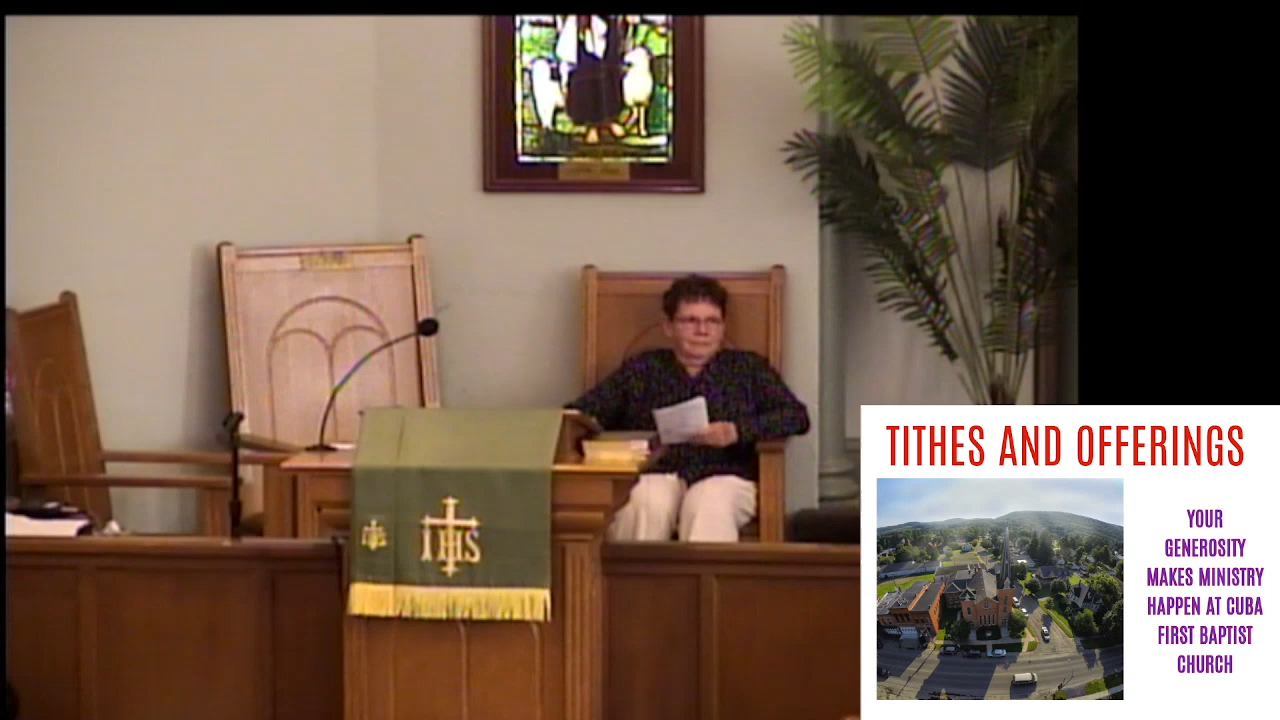 IHS
TITHES AND OFFERINGS
YOUR
GENEROSITY
MAKES MINISTRY
HAPPEN AT CUBA
FIRST BAPTIST
CHURCH